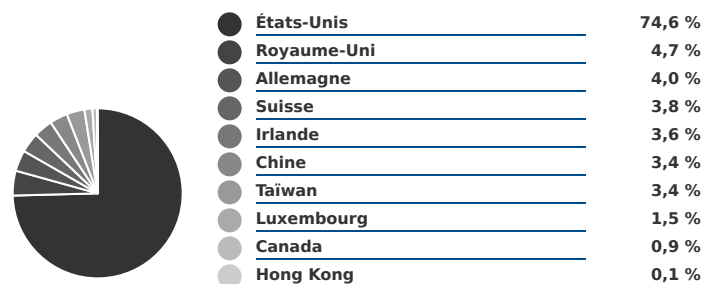 États-Unis 74,6 %
Royaume-Uni 4,7 %
Allemagne 4,0 %
Suisse 3,8 %
Irlande 3,6 %
Chine 3,4 %
Taïwan 3,4 %
Luxembourg 1,5 %
Canada 0,9 %
Hong Kong 0,1 %